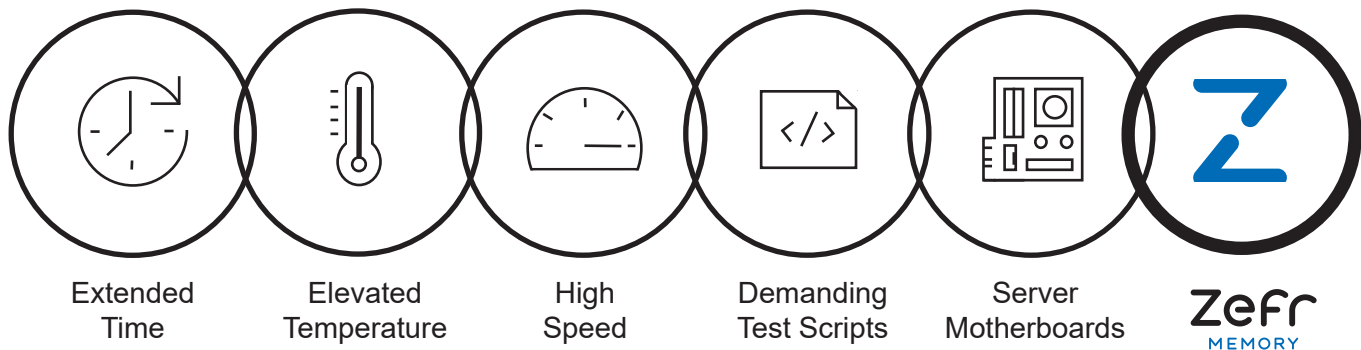 Extended
Time
Elevated
Temperature
High
Speed
Demanding
Test Scripts
Server
Motherboards
Zefr
MEMORY